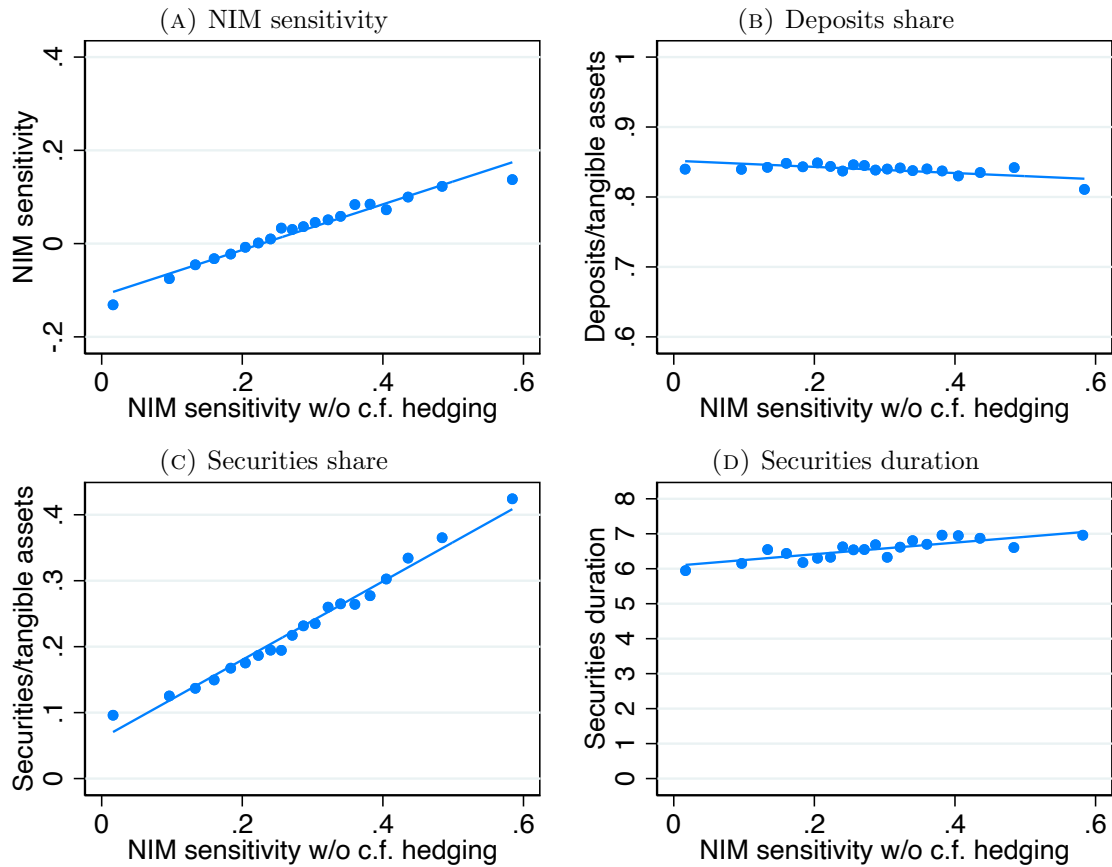 (A) NIM sensitivity
NIM sensitivity
.4
.2
0
-.2
0 .2 .4 .6
NIM sensitivity w/o c.f. hedging
(B) Deposits share
Deposits/tangible assets
1
.9
.8
.7
.6
0 .2 .4 .6
NIM sensitivity w/o c.f. hedging
(C) Securities share
Securities/tangible assets
.4
.3
.2
.1
0
0 .2 .4 .6
NIM sensitivity w/o c.f. hedging
(D) Securities duration
Securities duration
8
7
6
5
4
3
2
1
0
0 .2 .4 .6
NIM sensitivity w/o c.f. hedging